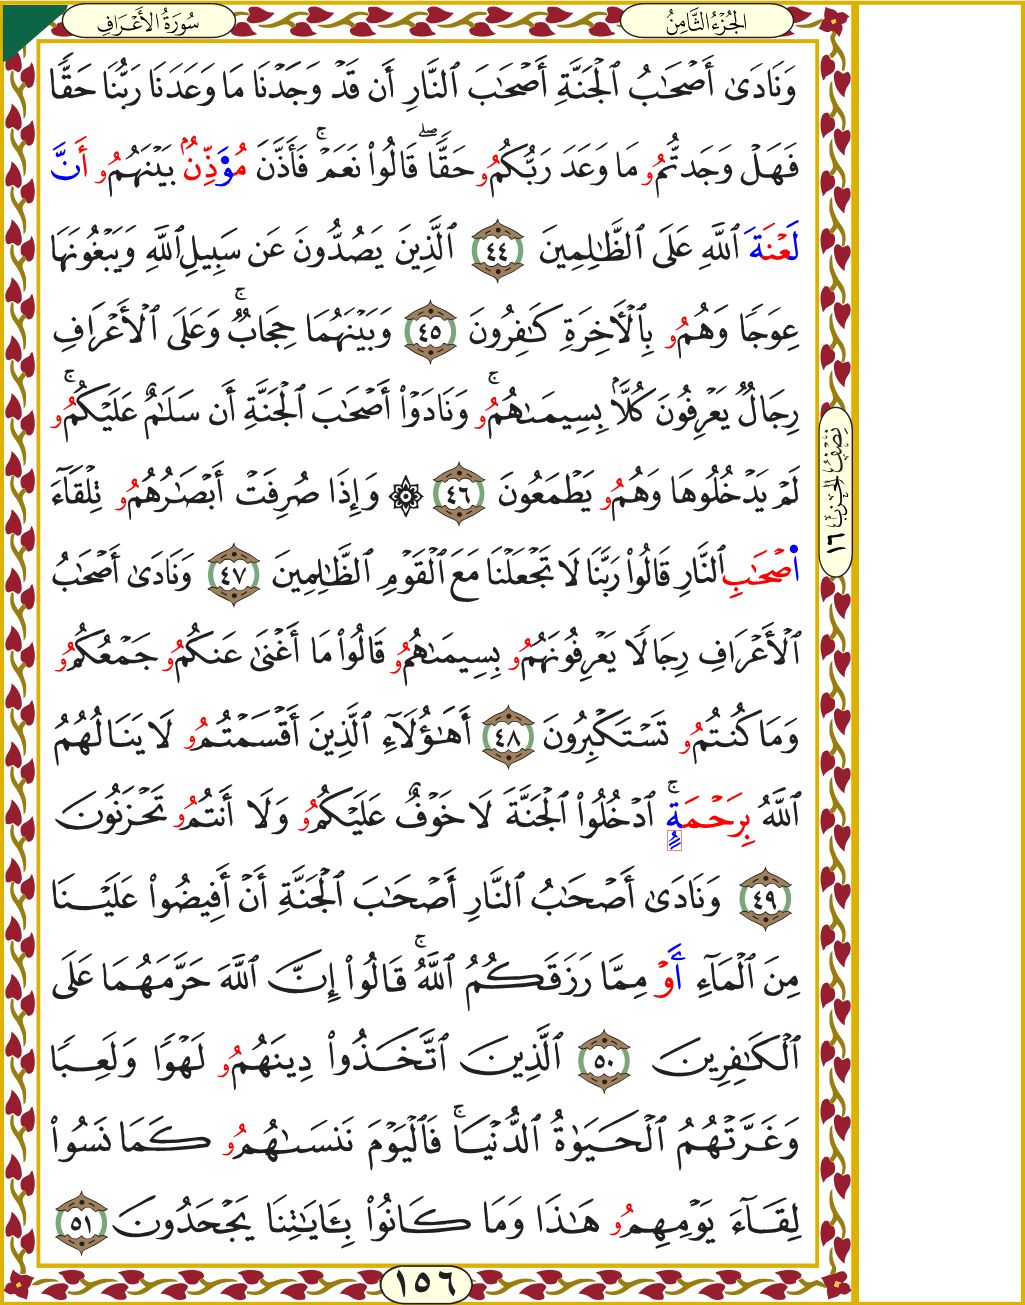 سُورَةُ الأَعْرَافِ
الجُزْءُ الثَّامِنُ
وَنَادَىٰٓ أَصْحَٰبُ ٱلْجَنَّةِ أَصْحَٰبَ ٱلنَّارِ أَن قَدْ وَجَدْنَا مَا وَعَدَنَا رَبُّنَا حَقًّا
فَهَلْ وَجَدتُّمُو مَا وَعَدَ رَبُّكُمُو حَقًّاۖ قَالُوا۟ نَعَمْۚ فَأَذَّنَ مُوَذِّنٌۢ بَيْنَهُمُو أَنَّ
لَعْنَةَ ٱللَّهِ عَلَى ٱلظَّٰلِمِينَ ٤٤ ٱلَّذِينَ يَصُدُّونَ عَن سَبِيلِ ٱللَّهِ وَيَبْغُونَهَا
عِوَجًا وَهُمُو بِٱلْأَخِرَةِ كَٰفِرُونَ ٤٥ وَبَيْنَهُمَا حِجَابٌۚ وَعَلَى ٱلْأَعْرَافِ
رِجَالٌ يَعْرِفُونَ كُلًّۢا بِسِيمَىٰهُمُوۚ وَنَادَوْا۟ أَصْحَٰبَ ٱلْجَنَّةِ أَن سَلَٰمٌ عَلَيْكُمُوۚ
لَمْ يَدْخُلُوهَا وَهُمُو يَطْمَعُونَ ٤٦ ۞ وَإِذَا صُرِفَتْ أَبْصَٰرُهُمُو تِلْقَآءَ
اصْحَٰبِ ٱلنَّارِ قَالُوا۟ رَبَّنَا لَا تَجْعَلْنَا مَعَ ٱلْقَوْمِ ٱلظَّٰلِمِينَ ٤٧ وَنَادَىٰٓ أَصْحَٰبُ
ٱلْأَعْرَافِ رِجَالًا يَعْرِفُونَهُمُو بِسِيمَىٰهُمُو قَالُوا۟ مَا أَغْنَىٰ عَنكُمُو جَمْعُكُمُو
وَمَا كُنتُمُو تَسْتَكْبِرُونَ ٤٨ أَهَٰٓؤُلَآءِ ٱلَّذِينَ أَقْسَمْتُمُو لَا يَنَالُهُمُ
ٱللَّهُ بِرَحْمَةٍۚ ٱدْخُلُوا۟ ٱلْجَنَّةَ لَا خَوْفٌ عَلَيْكُمُو وَلَا أَنتُمُو تَحْزَنُونَ
٤٩ وَنَادَىٰٓ أَصْحَٰبُ ٱلنَّارِ أَصْحَٰبَ ٱلْجَنَّةِ أَنْ أَفِيضُوا۟ عَلَيْنَا
مِنَ ٱلْمَآءِ أَوْ مِمَّا رَزَقَكُمُ ٱللَّهُۚ قَالُوا۟ إِنَّ ٱللَّهَ حَرَّمَهُمَا عَلَى
ٱلْكَٰفِرِينَ ٥٠ ٱلَّذِينَ ٱتَّخَذُوا۟ دِينَهُمُو لَهْوًا وَلَعِبًا
وَغَرَّتْهُمُ ٱلْحَيَوٰةُ ٱلدُّنْيَاۚ فَٱلْيَوْمَ نَنسَىٰهُمُو كَمَا نَسُوا۟
لِقَآءَ يَوْمِهِمُو هَٰذَا وَمَا كَانُوا۟ بِـَٔايَٰتِنَا يَجْحَدُونَ ٥١
نِصْفُ الحِزْبِ ١٦
١٥٦